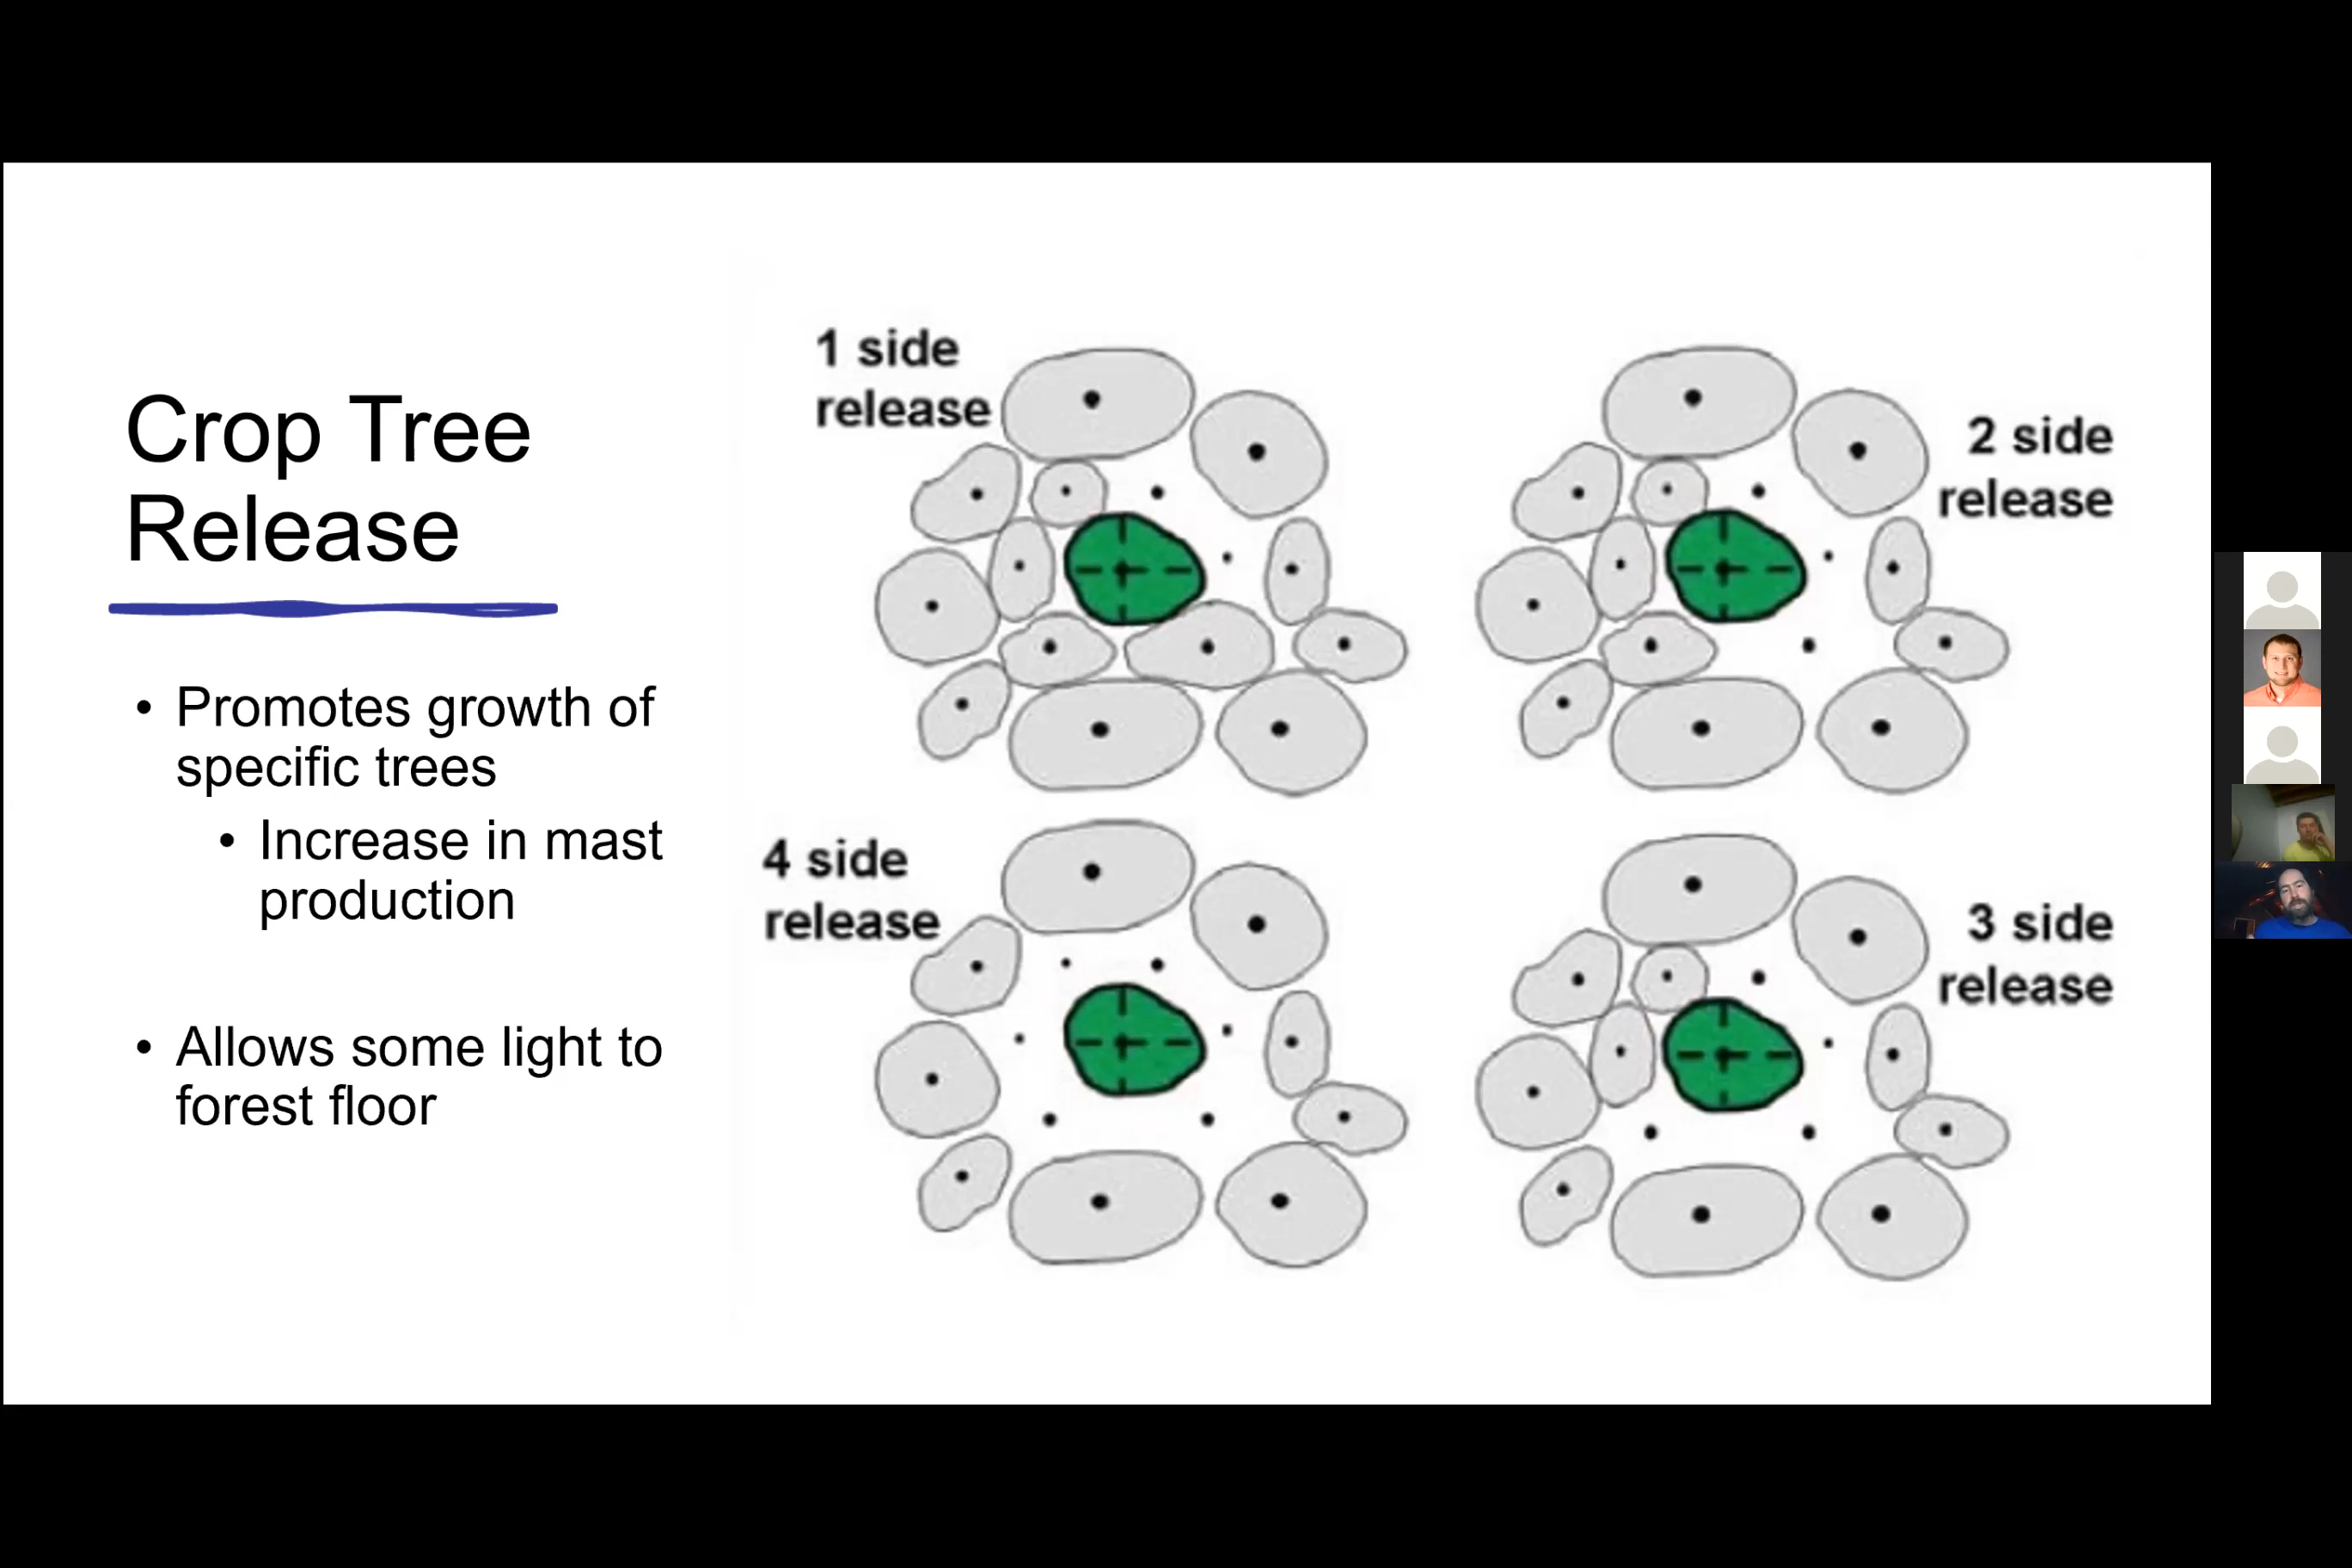 Crop Tree
Release
• Promotes growth of
specific trees
• Increase in mast
production
• Allows some light to
forest floor
1 side
release
2 side
release
4 side
release
3 side
release